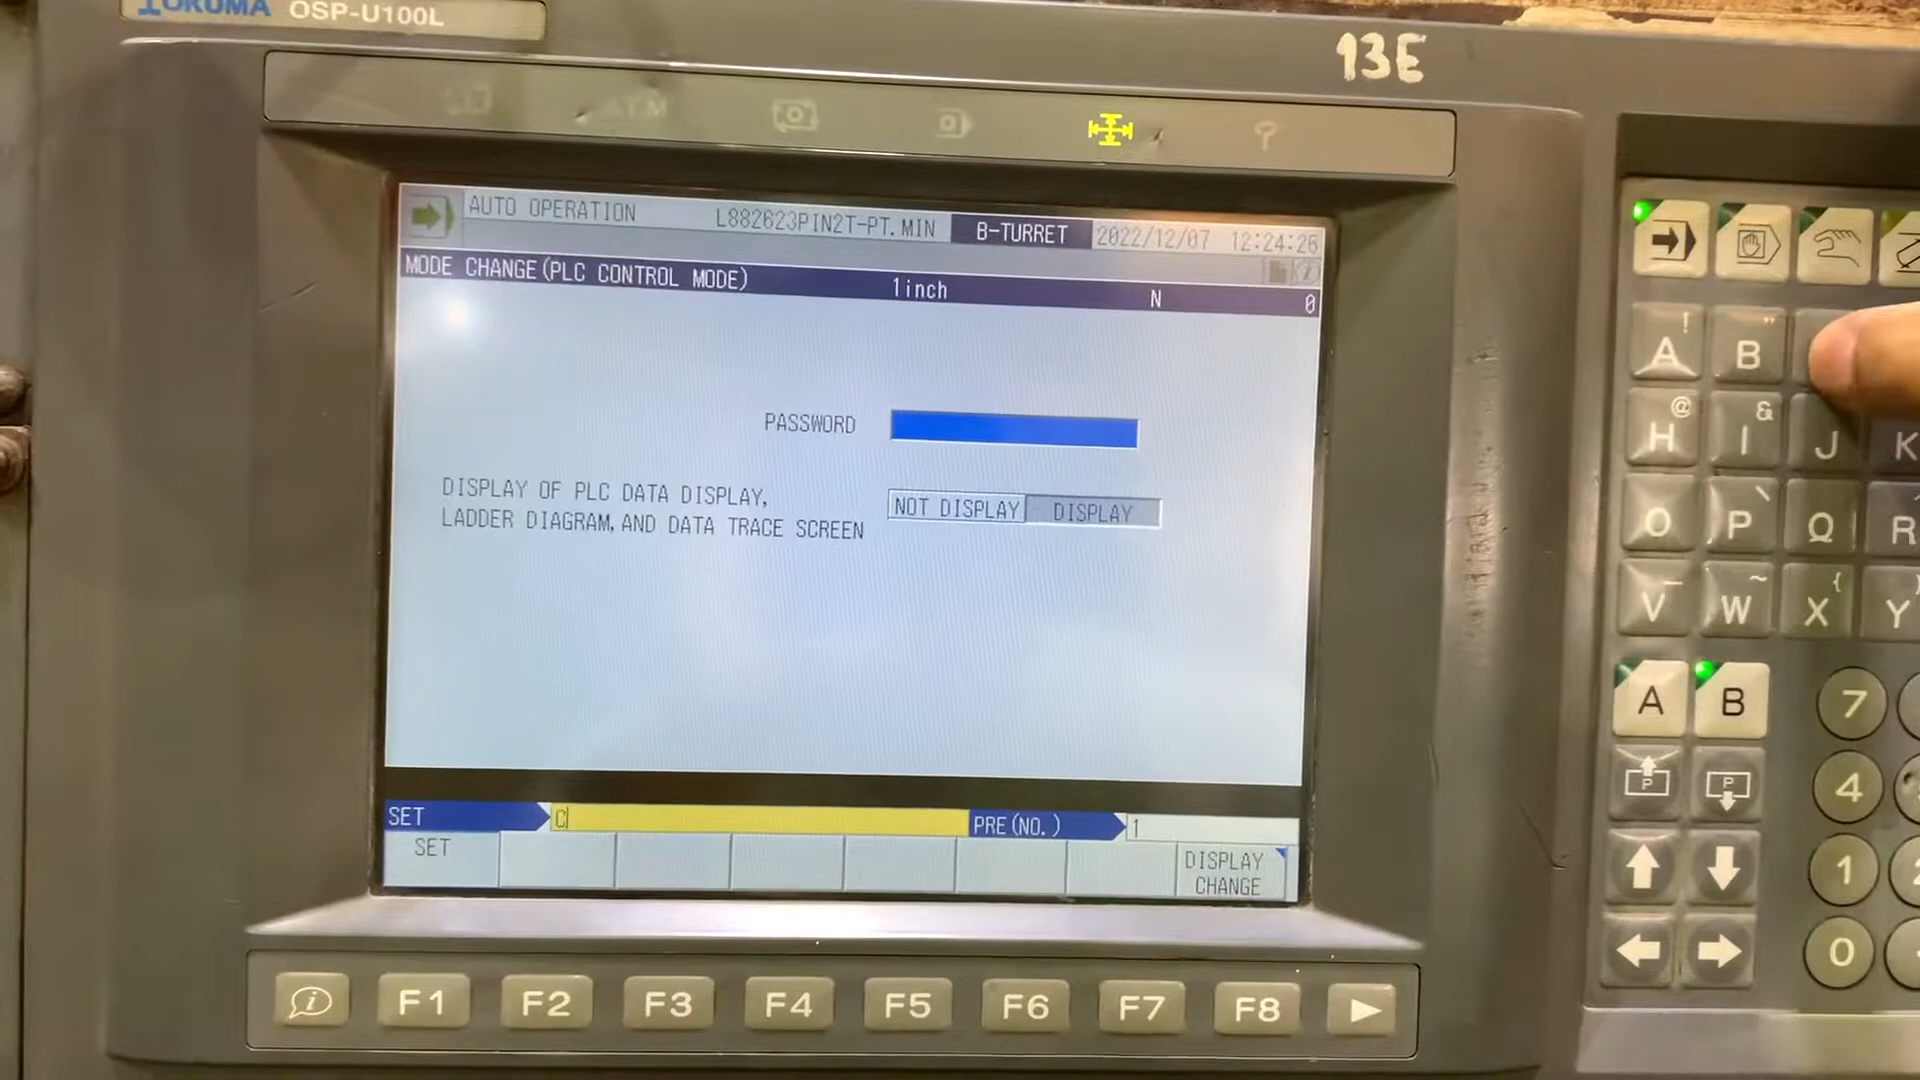 OKUMA OSP-U100L
13E
AUTO OPERATION L882623PIN2T-PT.MIN B-TURRET 2022/12/07 12:24:26
MODE CHANGE(PLC CONTROL MODE) 1inch N 0
PASSWORD
DISPLAY OF PLC DATA DISPLAY,
LADDER DIAGRAM, AND DATA TRACE SCREEN
NOT DISPLAY DISPLAY
SET C PRE(NO.) 1
SET DISPLAY
CHANGE
F1 F2 F3 F4 F5 F6 F7 F8
A ! B "
H @ I & J K
O P Q R
V W X { Y
A B 7
P P 4
1
0